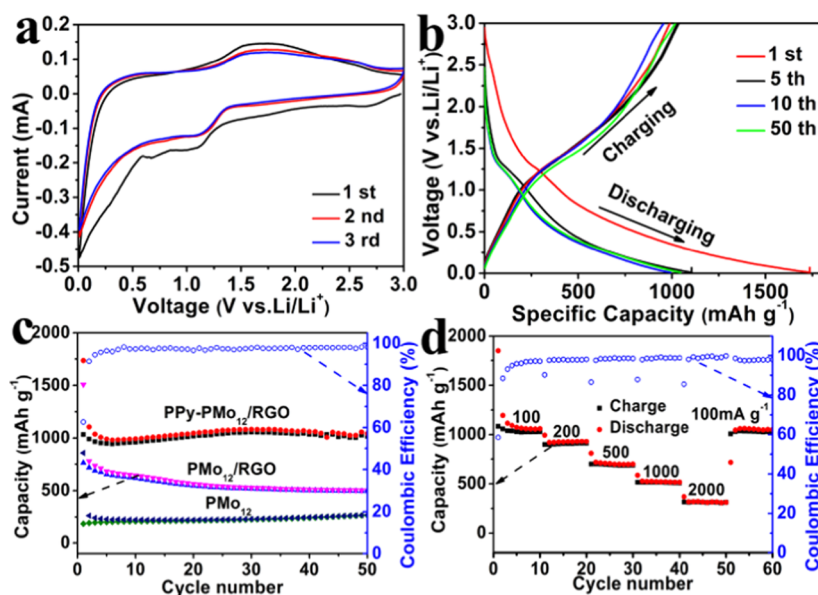 a
0.2
0.1
0.0
-0.1
-0.2
-0.3
-0.4
-0.5
Current (mA)
1 st
2 nd
3 rd
0.0 0.5 1.0 1.5 2.0 2.5 3.0
Voltage (V vs.Li/Li⁺)
b
3.0
2.5
2.0
1.5
1.0
0.5
0.0
Voltage (V vs.Li/Li⁺)
1 st
5 th
10 th
50 th
Charging
Discharging
0 500 1000 1500
Specific Capacity (mAh g⁻¹)
c
2000
1750
1500
1250
1000
750
500
250
0
Capacity (mAh g⁻¹)
PPy-PMo₁₂/RGO
PMo₁₂/RGO
PMo₁₂
100
80
60
40
20
0
Coulombic Efficiency (%)
0 10 20 30 40 50
Cycle number
d
2000
1500
1000
500
0
Capacity (mAh g⁻¹)
100
200
500
1000
2000
100mA g⁻¹
Charge
Discharge
100
80
60
40
20
0
Coulombic Efficiency (%)
0 10 20 30 40 50 60
Cycle number